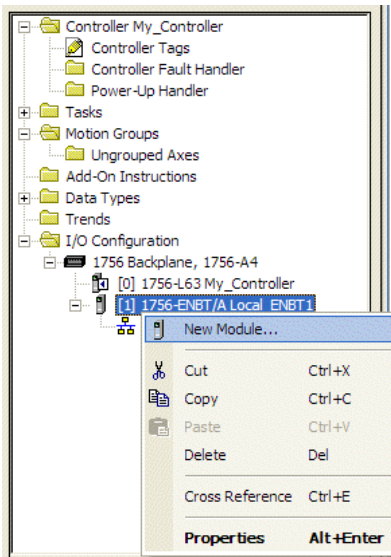 Controller My_Controller
Controller Tags
Controller Fault Handler
Power-Up Handler
Tasks
Motion Groups
Ungrouped Axes
Add-On Instructions
Data Types
Trends
I/O Configuration
1756 Backplane, 1756-A4
[0] 1756-L63 My_Controller
[1] 1756-ENBT/A Local_ENBT1
New Module...
Cut Ctrl+X
Copy Ctrl+C
Paste Ctrl+V
Delete Del
Cross Reference Ctrl+E
Properties Alt+Enter